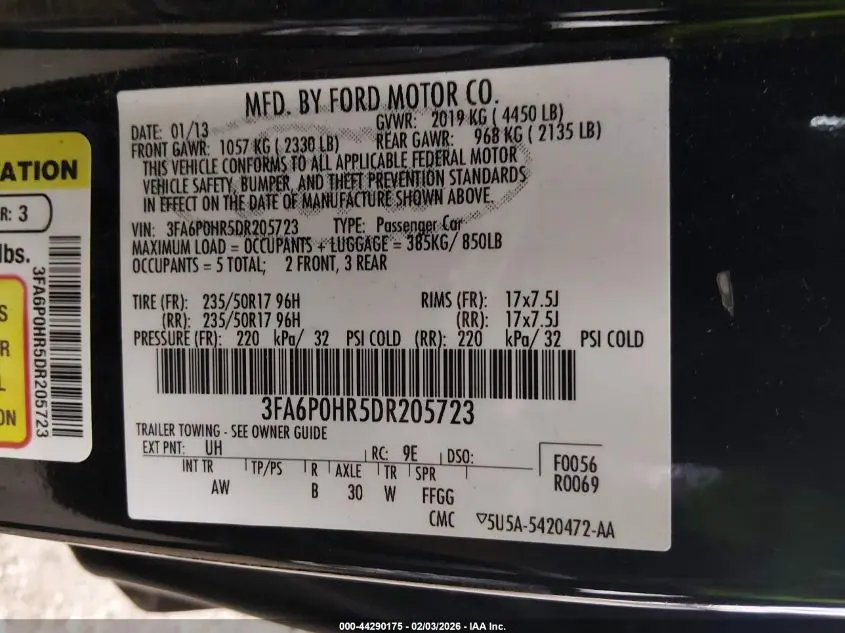 ATION
R: 3
lbs.
3FA6P0HR5DR205723
S
R
L
ON
MFD. BY FORD MOTOR CO.
DATE: 01/13 GVWR: 2019 KG ( 4450 LB)
FRONT GAWR: 1057 KG ( 2330 LB) REAR GAWR: 968 KG ( 2135 LB)
THIS VEHICLE CONFORMS TO ALL APPLICABLE FEDERAL MOTOR
VEHICLE SAFETY, BUMPER, AND THEFT PREVENTION STANDARDS
IN EFFECT ON THE DATE OF MANUFACTURE SHOWN ABOVE.
VIN: 3FA6P0HR5DR205723 TYPE: Passenger Car
MAXIMUM LOAD = OCCUPANTS + LUGGAGE = 385KG/ 850LB
OCCUPANTS = 5 TOTAL; 2 FRONT, 3 REAR
TIRE (FR): 235/50R17 96H RIMS (FR): 17x7.5J
(RR): 235/50R17 96H (RR): 17x7.5J
PRESSURE (FR): 220 kPa/ 32 PSI COLD (RR): 220 kPa/ 32 PSI COLD
3FA6P0HR5DR205723
TRAILER TOWING - SEE OWNER GUIDE
EXT PNT: UH RC: 9E DSO: F0056
INT TR TP/PS R AXLE TR SPR R0069
AW B 30 W FFGG
CMC ▽5U5A-5420472-AA
000-44290175 - 02/03/2026 - IAA Inc.